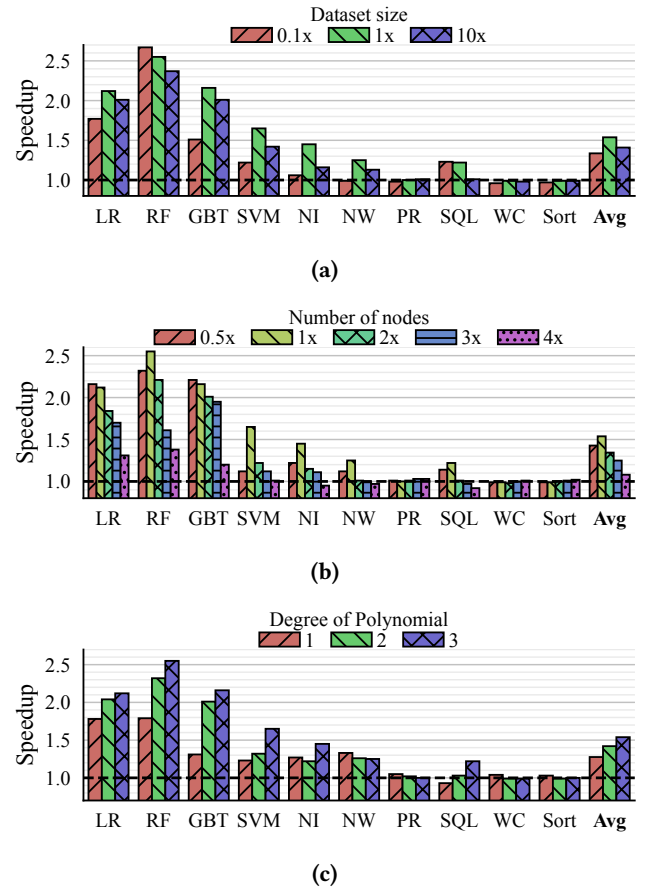 Dataset size
0.1x 1x 10x
Speedup
2.5
2.0
1.5
1.0
LR RF GBT SVM NI NW PR SQL WC Sort Avg
(a)
Number of nodes
0.5x 1x 2x 3x 4x
Speedup
2.5
2.0
1.5
1.0
LR RF GBT SVM NI NW PR SQL WC Sort Avg
(b)
Degree of Polynomial
1 2 3
Speedup
2.5
2.0
1.5
1.0
LR RF GBT SVM NI NW PR SQL WC Sort Avg
(c)